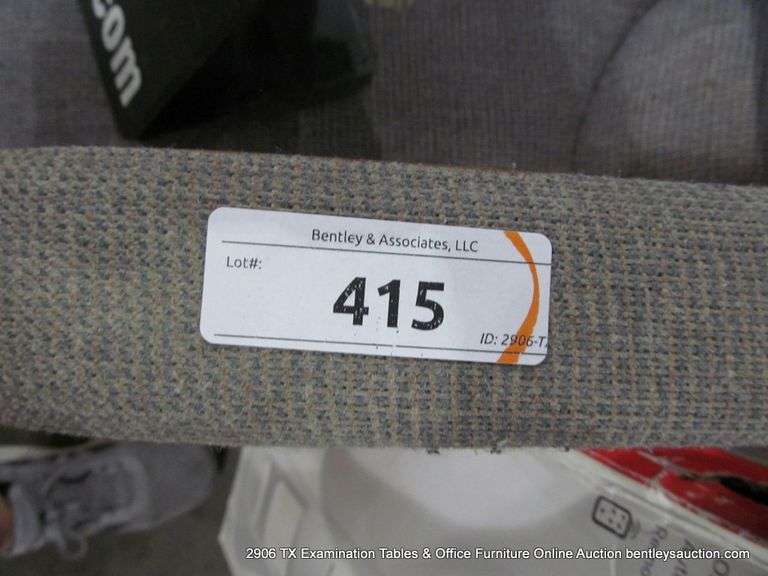 .com
Bentley & Associates, LLC
Lot#:
415
ID: 2906-T
2906 TX Examination Tables & Office Furniture Online Auction bentleysauction.com